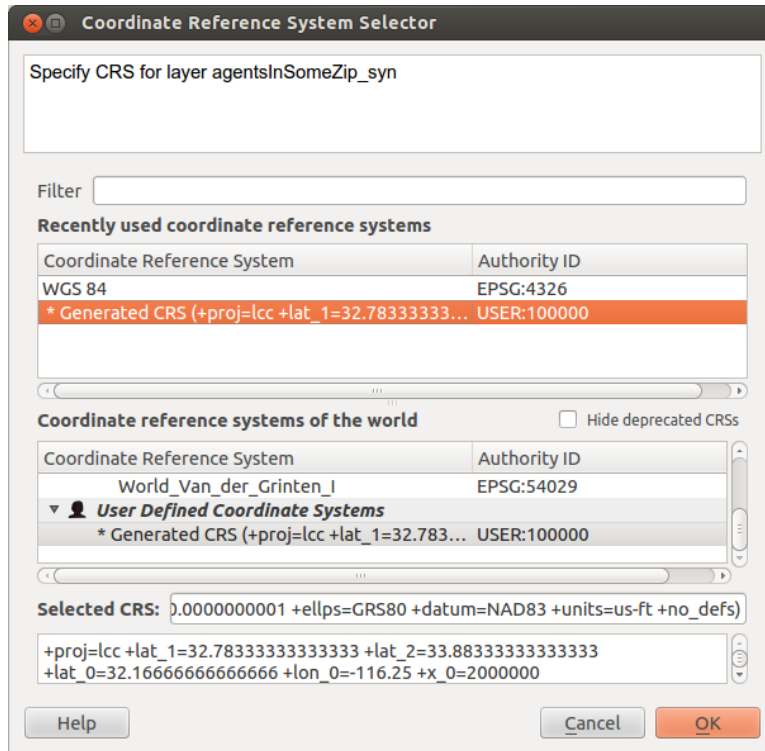 Coordinate Reference System Selector
Specify CRS for layer agentsInSomeZip_syn
Filter
Recently used coordinate reference systems
Coordinate Reference System Authority ID
WGS 84 EPSG:4326
* Generated CRS (+proj=lcc +lat_1=32.78333333... USER:100000
Coordinate reference systems of the world Hide deprecated CRSs
Coordinate Reference System Authority ID
World_Van_der_Grinten_I EPSG:54029
User Defined Coordinate Systems
* Generated CRS (+proj=lcc +lat_1=32.783... USER:100000
Selected CRS: 0.0000000001 +ellps=GRS80 +datum=NAD83 +units=us-ft +no_defs)
+proj=lcc +lat_1=32.78333333333333 +lat_2=33.88333333333333
+lat_0=32.16666666666666 +lon_0=-116.25 +x_0=2000000
Help Cancel OK